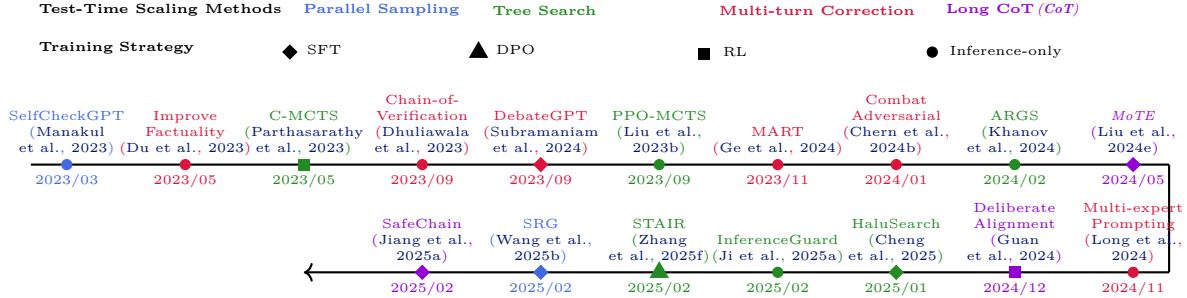 Test-Time Scaling Methods Parallel Sampling Tree Search Multi-turn Correction Long CoT (CoT)
Training Strategy SFT DPO RL Inference-only
SelfCheckGPT
(Manakul
et al., 2023)
2023/03
Improve
Factuality
(Du et al., 2023)
2023/05
C-MCTS
(Parthasarathy
et al., 2023)
2023/05
Chain-of-
Verification
(Dhuliawala
et al., 2023)
2023/09
DebateGPT
(Subramaniam
et al., 2024)
2023/09
PPO-MCTS
(Liu et al.,
2023b)
2023/09
MART
(Ge et al., 2024)
2023/11
Combat
Adversarial
(Chern et al.,
2024b)
2024/01
ARGS
(Khanov
et al., 2024)
2024/02
MoTE
(Liu et al.,
2024e)
2024/05
SafeChain
(Jiang et al.,
2025a)
2025/02
SRG
(Wang et al.,
2025b)
2025/02
STAIR
(Zhang
et al., 2025f)
2025/02
InferenceGuard
(Ji et al., 2025a)
2025/02
HaluSearch
(Cheng
et al., 2025)
2025/01
Deliberate
Alignment
(Guan
et al., 2024)
2024/12
Multi-expert
Prompting
(Long et al.,
2024)
2024/11